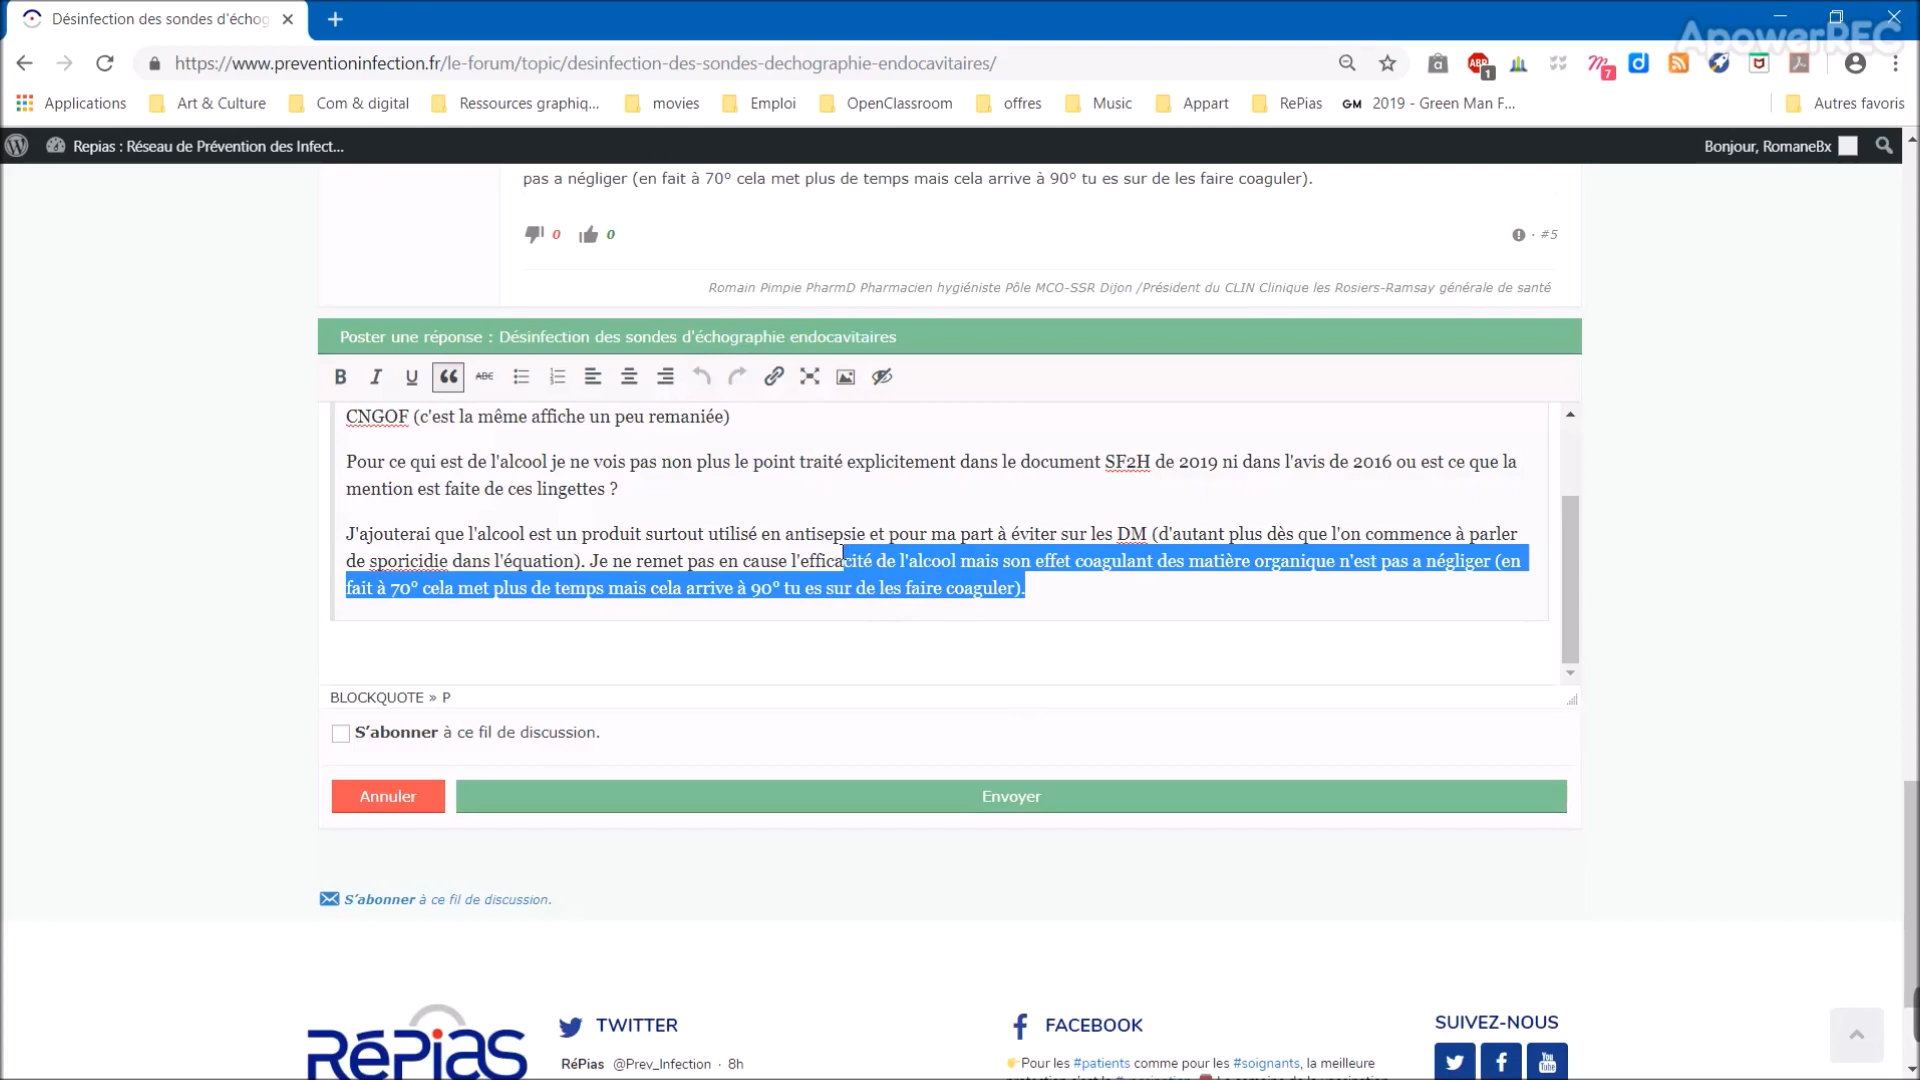 Désinfection des sondes d'échog
ApowerREC
https://www.preventioninfection.fr/le-forum/topic/desinfection-des-sondes-dechographie-endocavitaires/
ABP 1
7
Applications Art & Culture Com & digital Ressources graphiq... movies Emploi OpenClassroom offres Music Appart RePias GM 2019 - Green Man F... Autres favoris
Repias : Réseau de Prévention des Infect... Bonjour, RomaneBx
pas a négliger (en fait à 70° cela met plus de temps mais cela arrive à 90° tu es sur de les faire coaguler).
0 0 · #5
Romain Pimpie PharmD Pharmacien hygiéniste Pôle MCO-SSR Dijon /Président du CLIN Clinique les Rosiers-Ramsay générale de santé
Poster une réponse : Désinfection des sondes d'échographie endocavitaires
B I U ABC
CNGOF (c'est la même affiche un peu remaniée)
Pour ce qui est de l'alcool je ne vois pas non plus le point traité explicitement dans le document SF2H de 2019 ni dans l'avis de 2016 ou est ce que la
mention est faite de ces lingettes ?
J'ajouterai que l'alcool est un produit surtout utilisé en antisepsie et pour ma part à éviter sur les DM (d'autant plus dès que l'on commence à parler
de sporicidie dans l'équation). Je ne remet pas en cause l'efficacité de l'alcool mais son effet coagulant des matière organique n'est pas a négliger (en
fait à 70° cela met plus de temps mais cela arrive à 90° tu es sur de les faire coaguler).
BLOCKQUOTE » P
S'abonner à ce fil de discussion.
Annuler Envoyer
S'abonner à ce fil de discussion.
RéPias
TWITTER
RéPias @Prev_Infection · 8h
FACEBOOK
Pour les #patients comme pour les #soignants, la meilleure
SUIVEZ-NOUS
You Tube